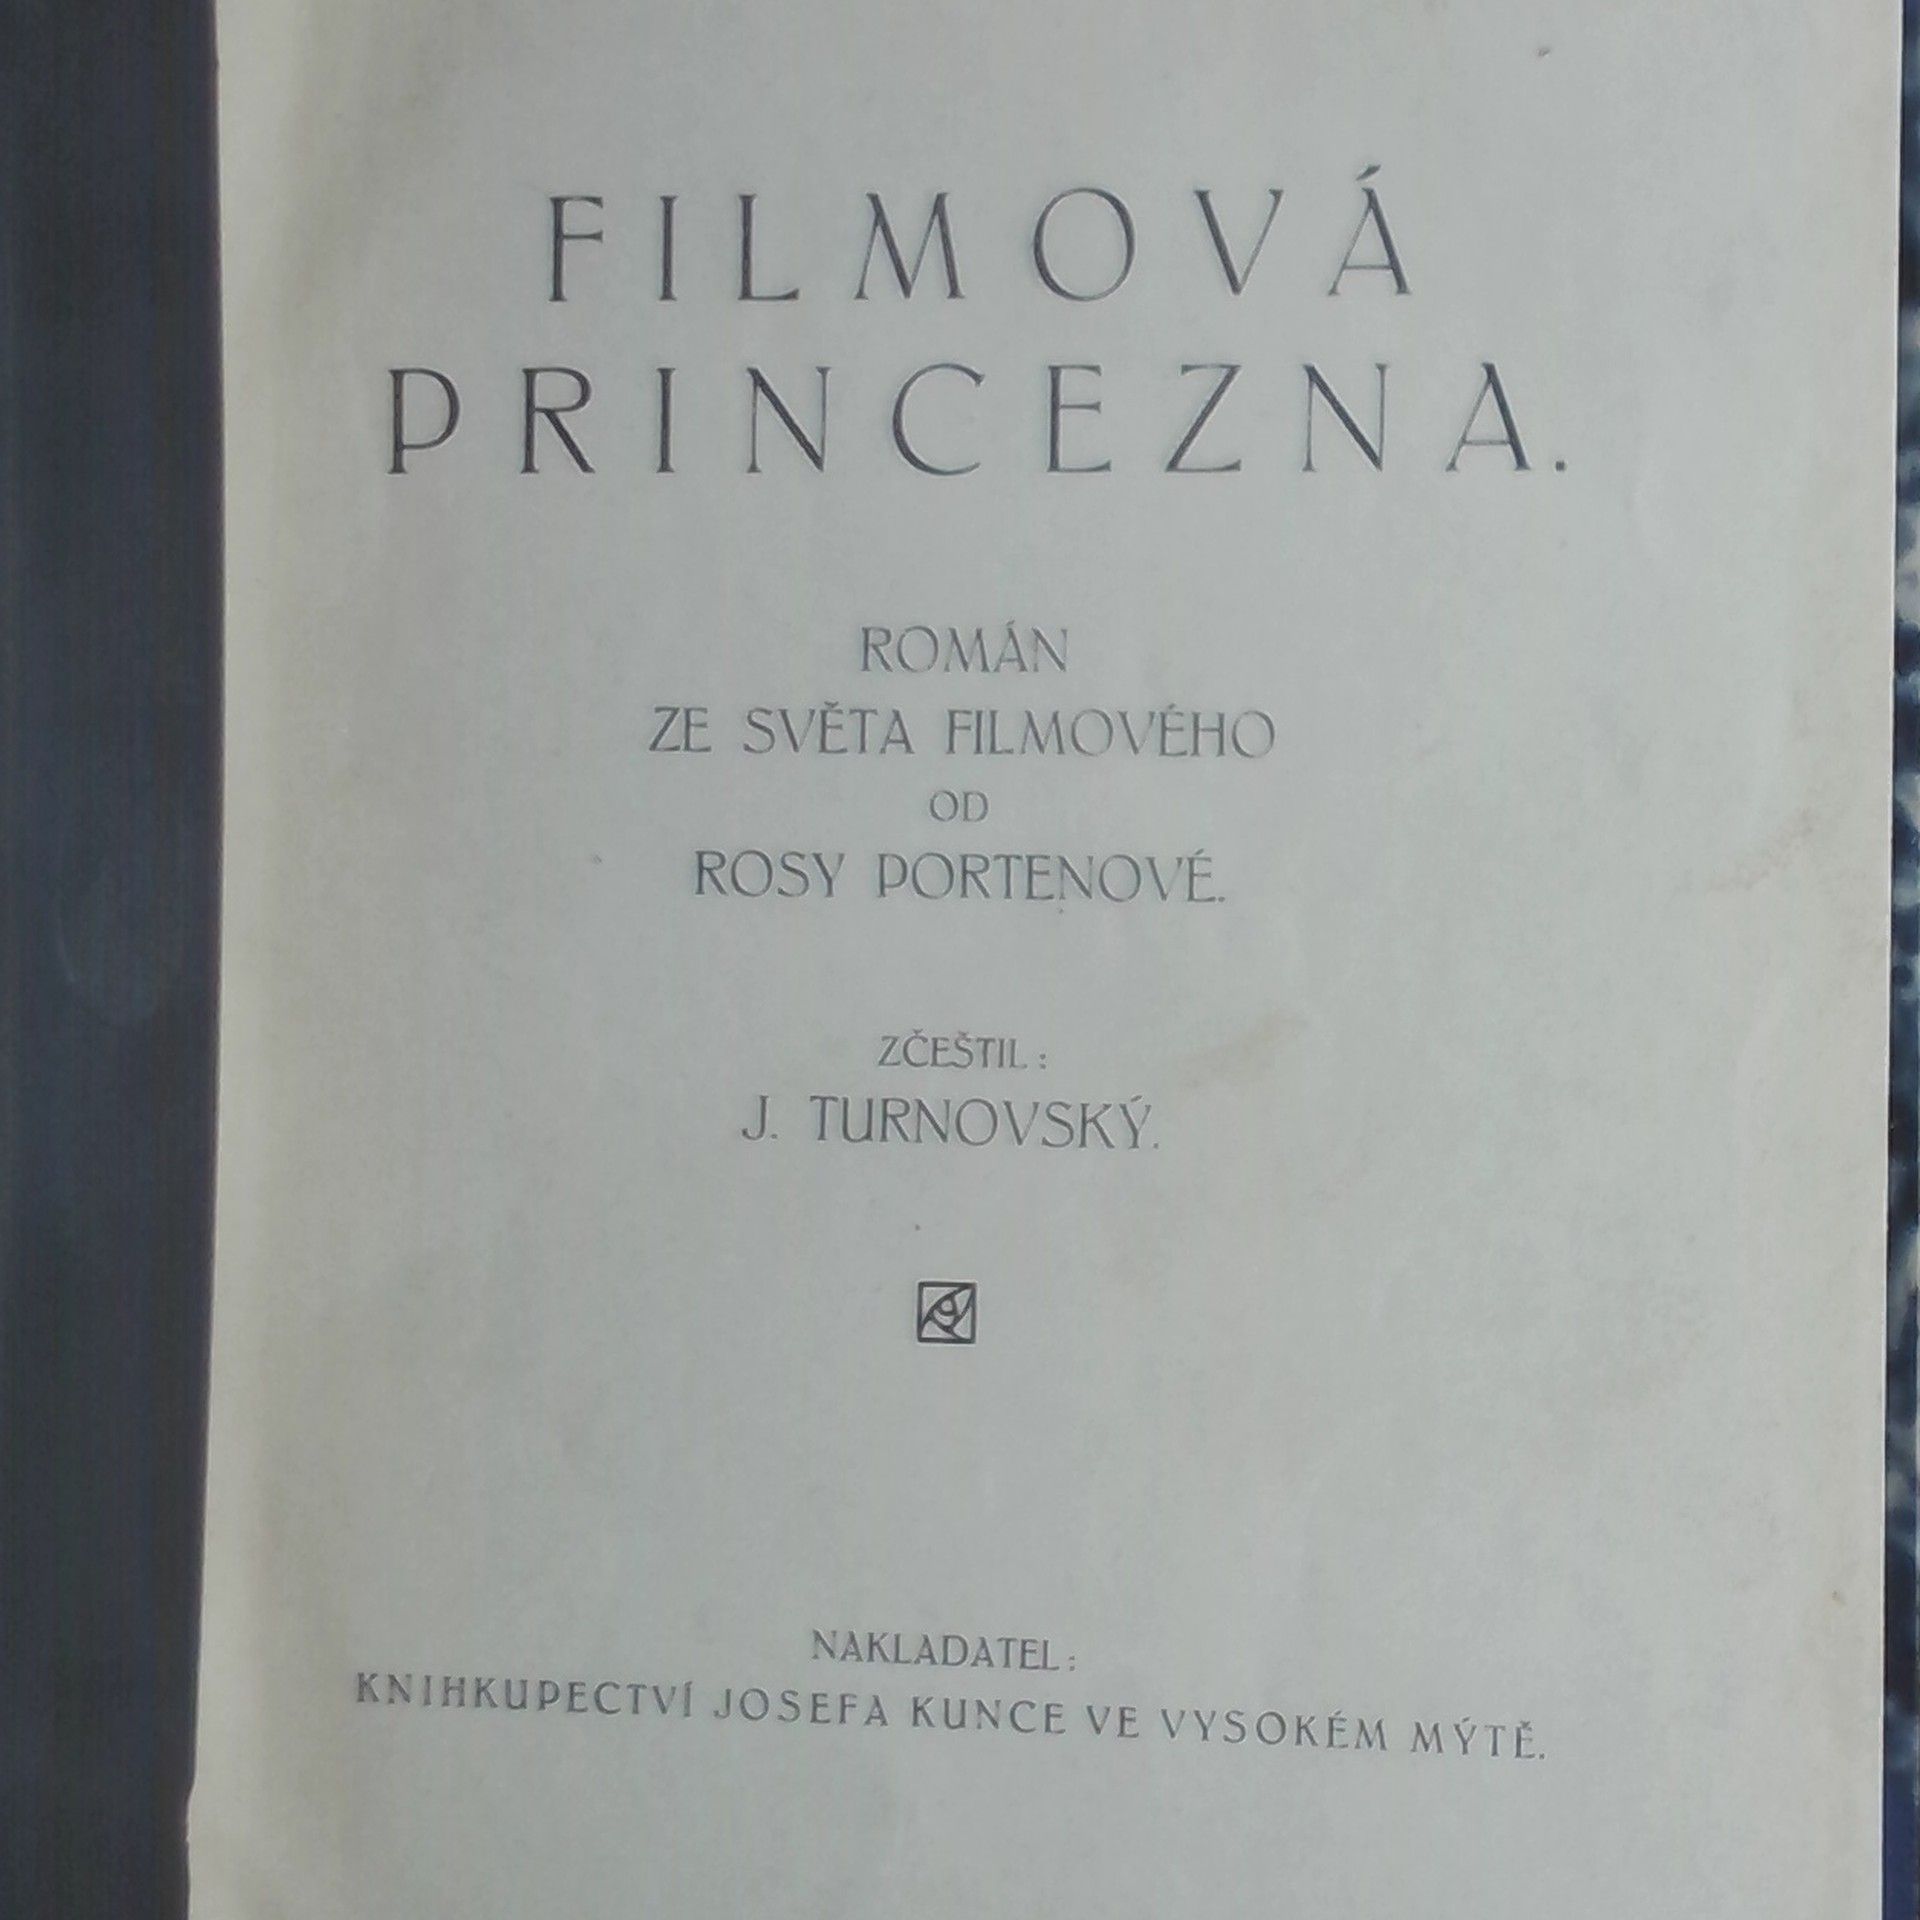 FILMOVÁ
PRINCEZNA.
ROMÁN
ZE SVĚTA FILMOVÉHO
OD
ROSY PORTENOVÉ.
ZČEŠTIL:
J. TURNOVSKÝ.
NAKLADATEL:
KNIHKUPECTVÍ JOSEFA KUNCE VE VYSOKÉM MÝTĚ.